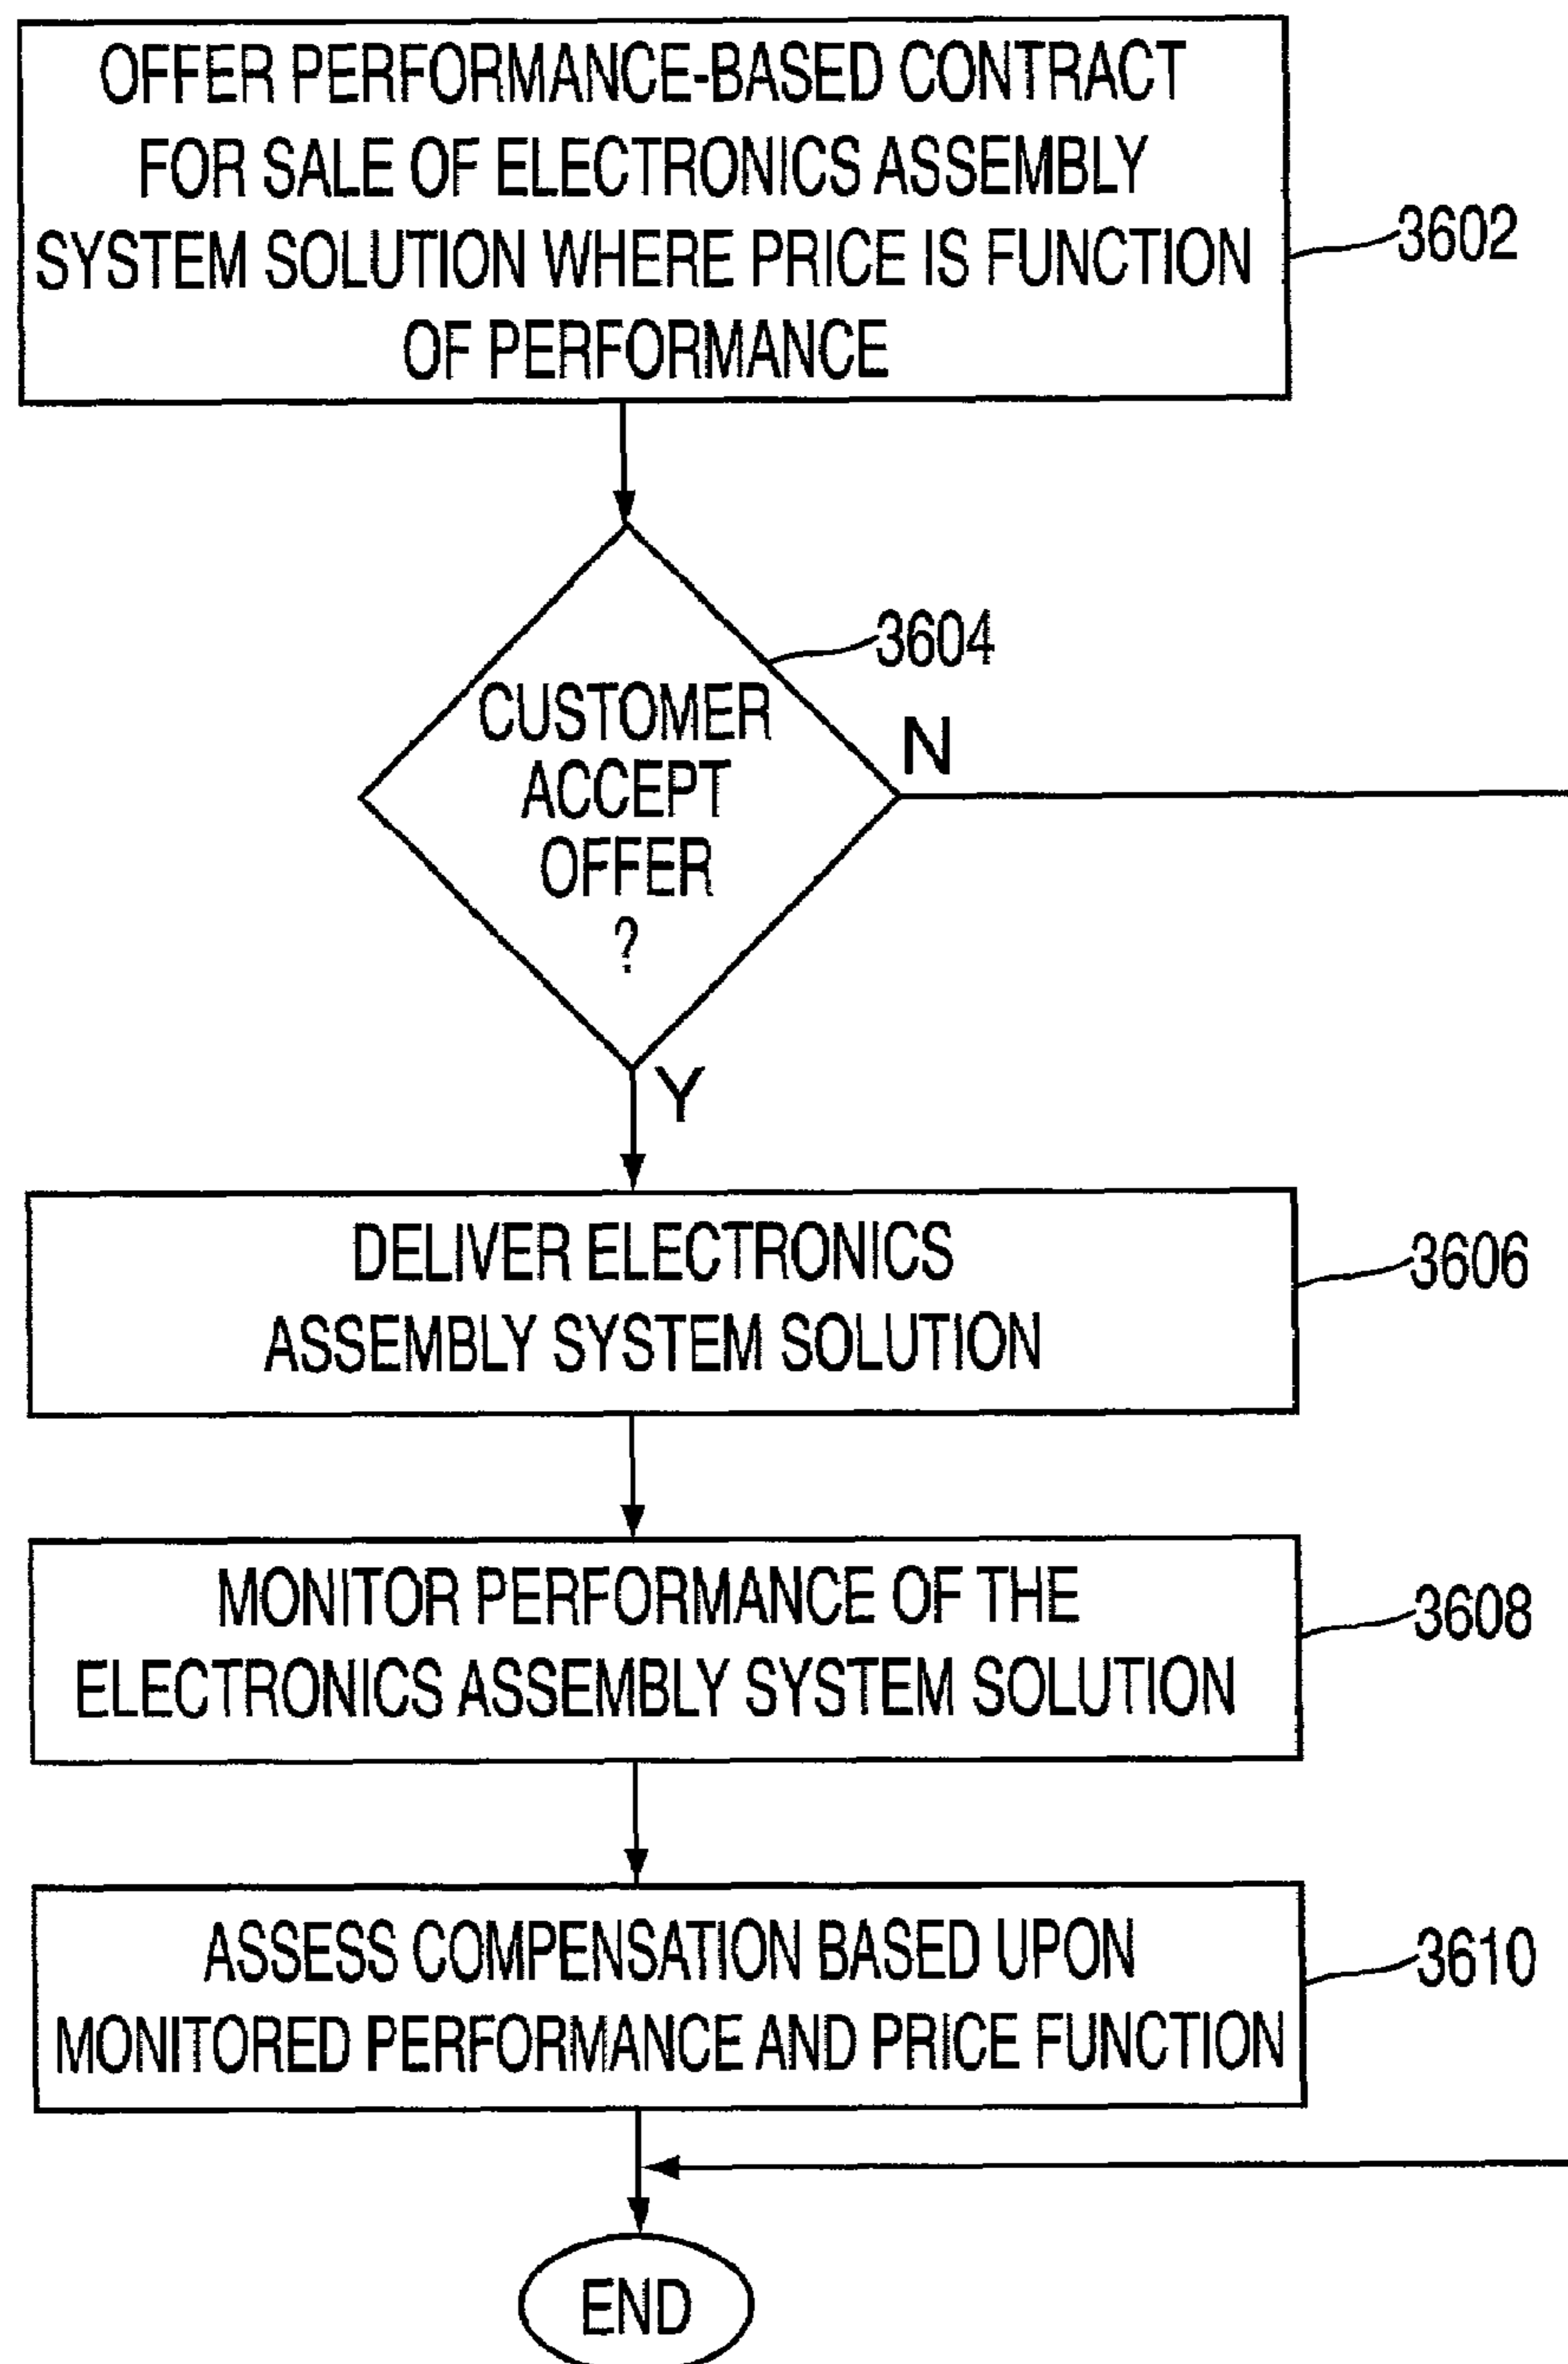 OFFER PERFORMANCE-BASED CONTRACT
FOR SALE OF ELECTRONICS ASSEMBLY
SYSTEM SOLUTION WHERE PRICE IS FUNCTION
OF PERFORMANCE
3602
3604
CUSTOMER
ACCEPT
OFFER
?
N
Y
DELIVER ELECTRONICS
ASSEMBLY SYSTEM SOLUTION
3606
MONITOR PERFORMANCE OF THE
ELECTRONICS ASSEMBLY SYSTEM SOLUTION
3608
ASSESS COMPENSATION BASED UPON
MONITORED PERFORMANCE AND PRICE FUNCTION
3610
END